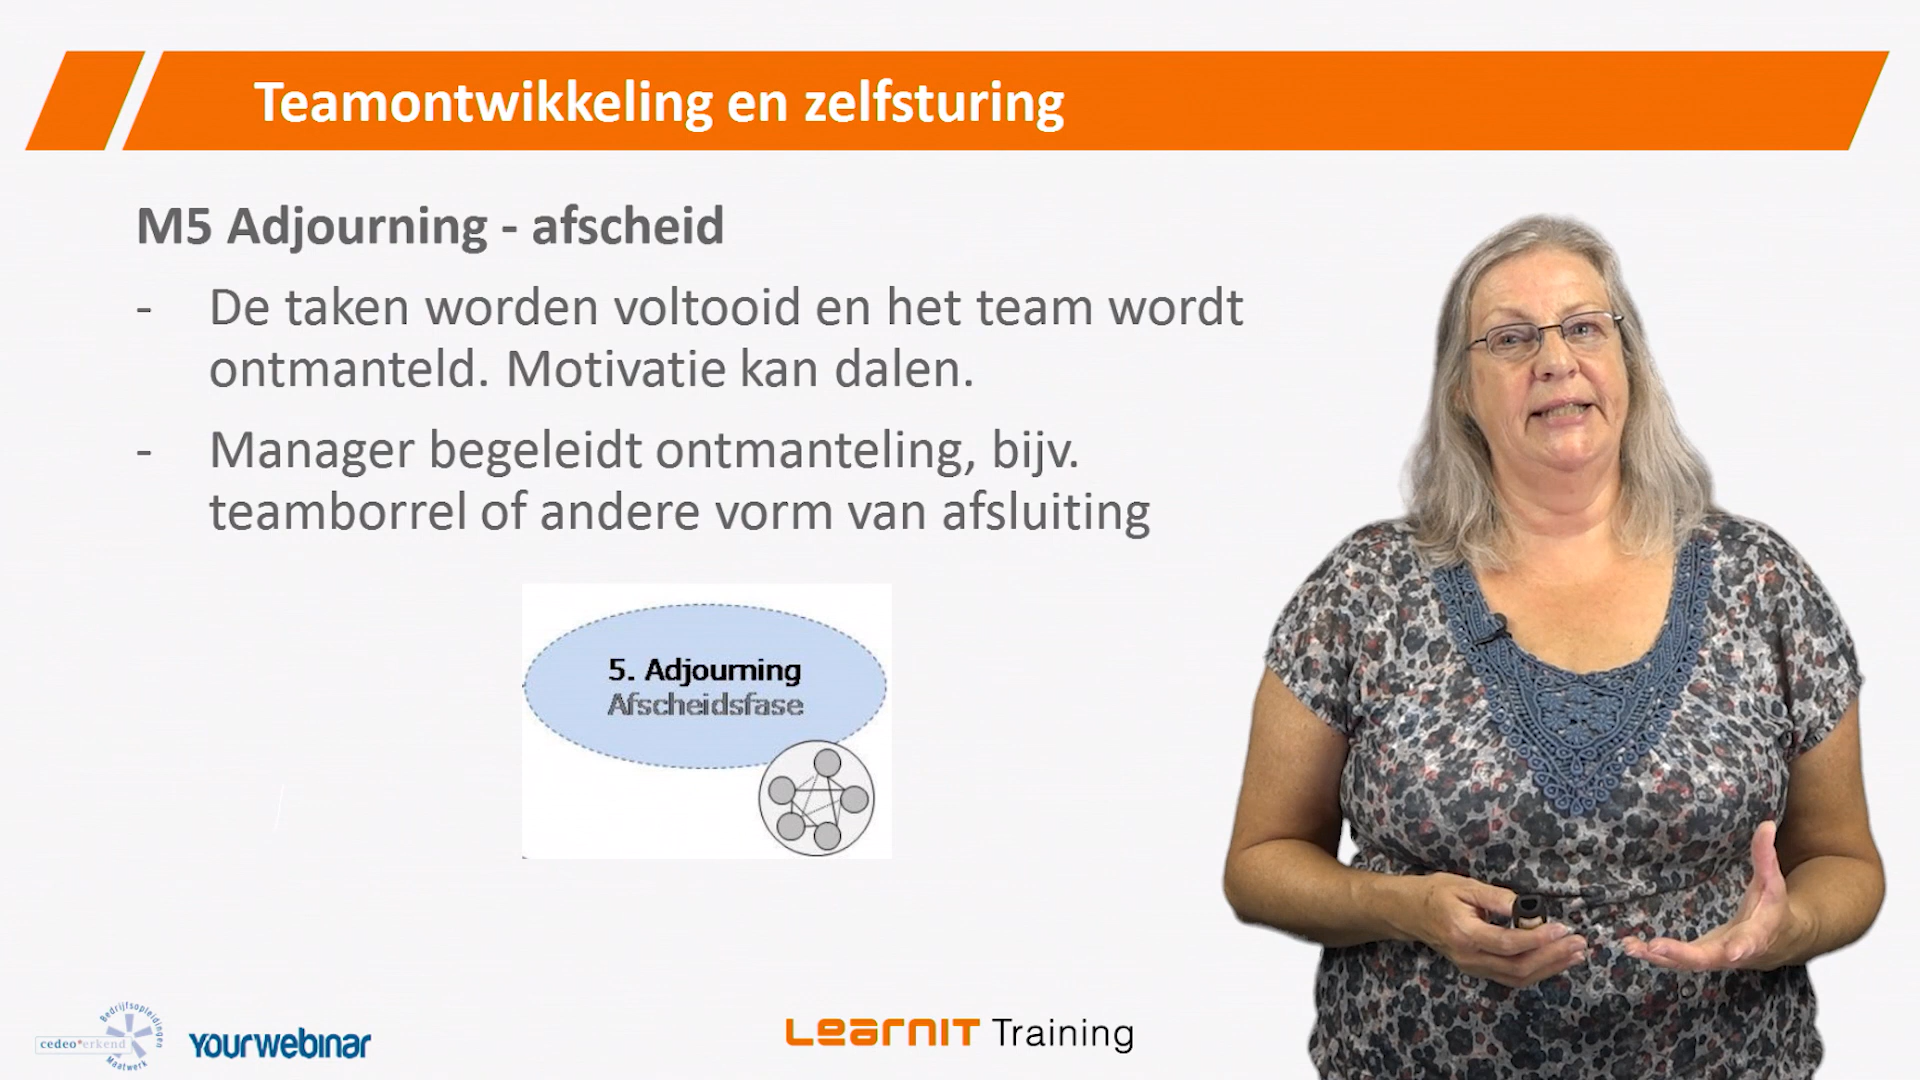 Teamontwikkeling en zelfsturing
M5 Adjourning - afscheid
- De taken worden voltooid en het team wordt
ontmanteld. Motivatie kan dalen.
- Manager begeleidt ontmanteling, bijv.
teamborrel of andere vorm van afsluiting
5. Adjourning
Afscheidsfase
Bedrijfsopleidingen
cedeo*erkend
Maatwerk
YOURWEBINAR
LEARNIT Training